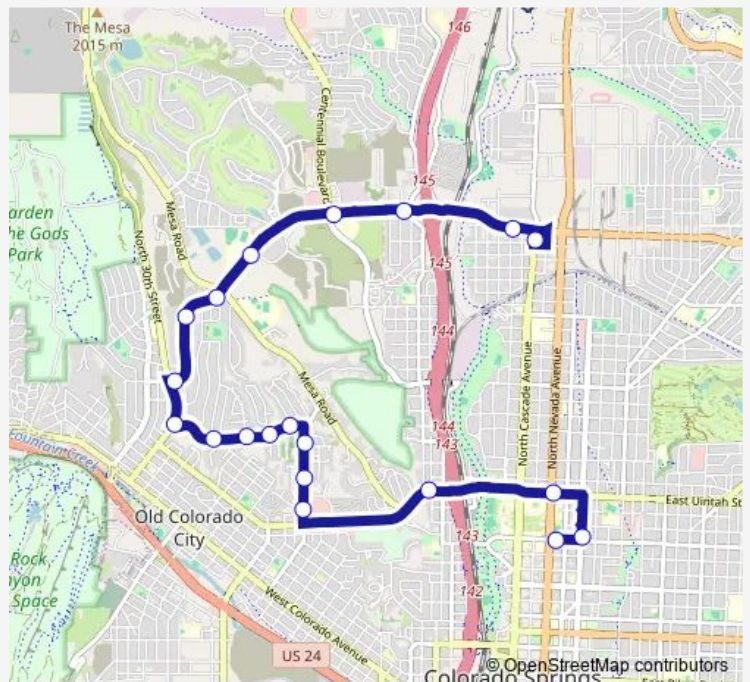 The Mesa
2015 m
146
Centennial Boulevard
145
Mesa Road
arden
he Gods
Park
North 30th Street
145
144
North Cascade Avenue
North Nevada Avenue
Mesa Road
144
143
Fountain Creek
East Uintah St
Old Colorado
City
143
Rock
nyon
Space
142
West Colorado Avenue
US 24
© OpenStreetMap contributors
Colorado Springs